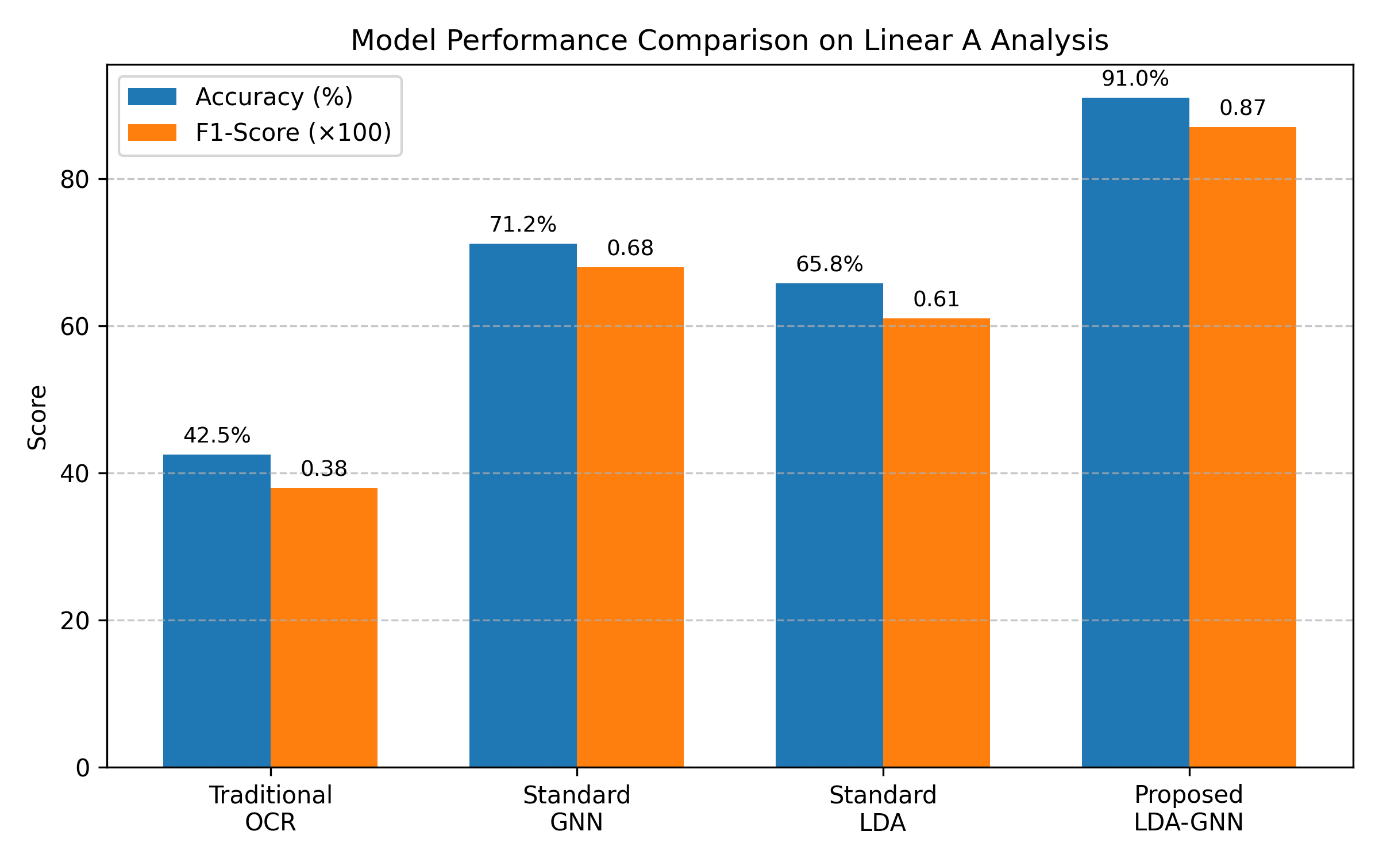 Model Performance Comparison on Linear A Analysis
Accuracy (%)
F1-Score (×100)
Score
80
60
40
20
0
42.5%
0.38
71.2%
0.68
65.8%
0.61
91.0%
0.87
Traditional
OCR
Standard
GNN
Standard
LDA
Proposed
LDA-GNN